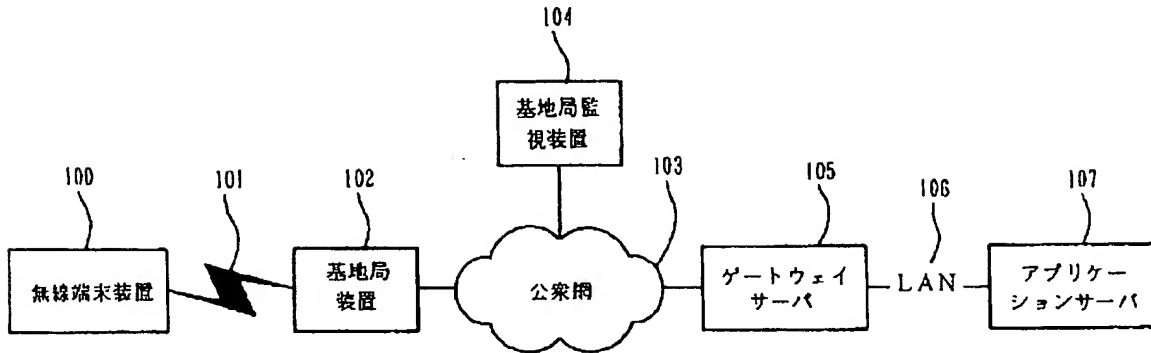 104
基地局監
視装置
100
101
102
103
105
106
107
無線端末装置
基地局
装置
公衆網
ゲートウェイ
サーバ
LAN
アプリケー
ションサーバ